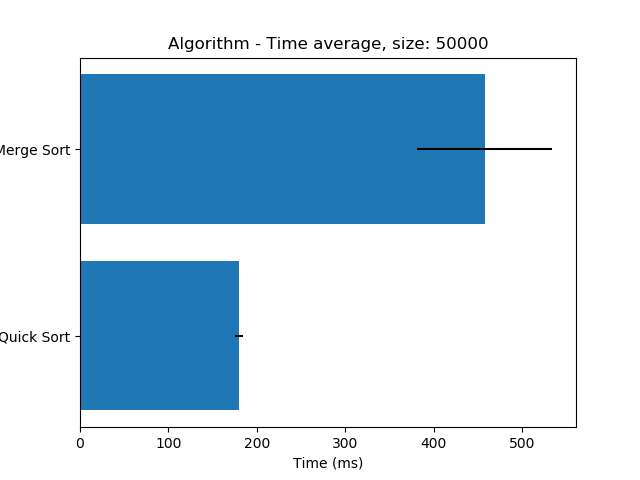 Algorithm - Time average, size: 50000
Merge Sort
Quick Sort
0 100 200 300 400 500
Time (ms)